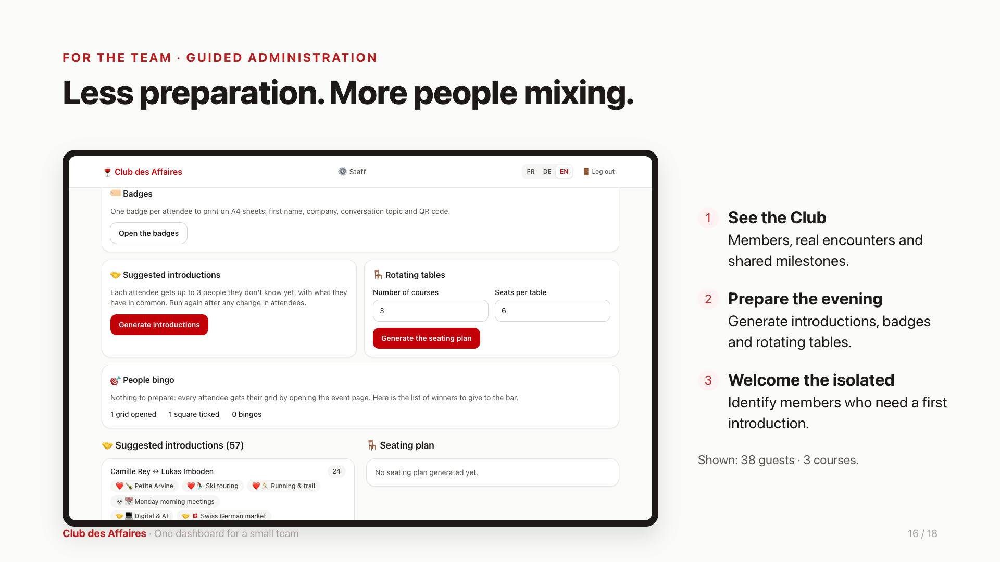 FOR THE TEAM · GUIDED ADMINISTRATION
Less preparation. More people mixing.
Club des Affaires
Staff
FR DE EN
Log out
Badges
One badge per attendee to print on A4 sheets: first name, company, conversation topic and QR code.
Open the badges
Suggested introductions
Each attendee gets up to 3 people they don't know yet, with what they
have in common. Run again after any change in attendees.
Generate introductions
Rotating tables
Number of courses
Seats per table
3
6
Generate the seating plan
People bingo
Nothing to prepare: every attendee gets their grid by opening the event page. Here is the list of winners to give to the bar.
1 grid opened 1 square ticked 0 bingos
Suggested introductions (57)
Camille Rey ↔ Lukas Imboden
24
Petite Arvine
Ski touring
Running & trail
Monday morning meetings
Digital & AI
Swiss German market
Seating plan
No seating plan generated yet.
1 See the Club
Members, real encounters and
shared milestones.
2 Prepare the evening
Generate introductions, badges
and rotating tables.
3 Welcome the isolated
Identify members who need a first
introduction.
Shown: 38 guests · 3 courses.
Club des Affaires · One dashboard for a small team
16 / 18